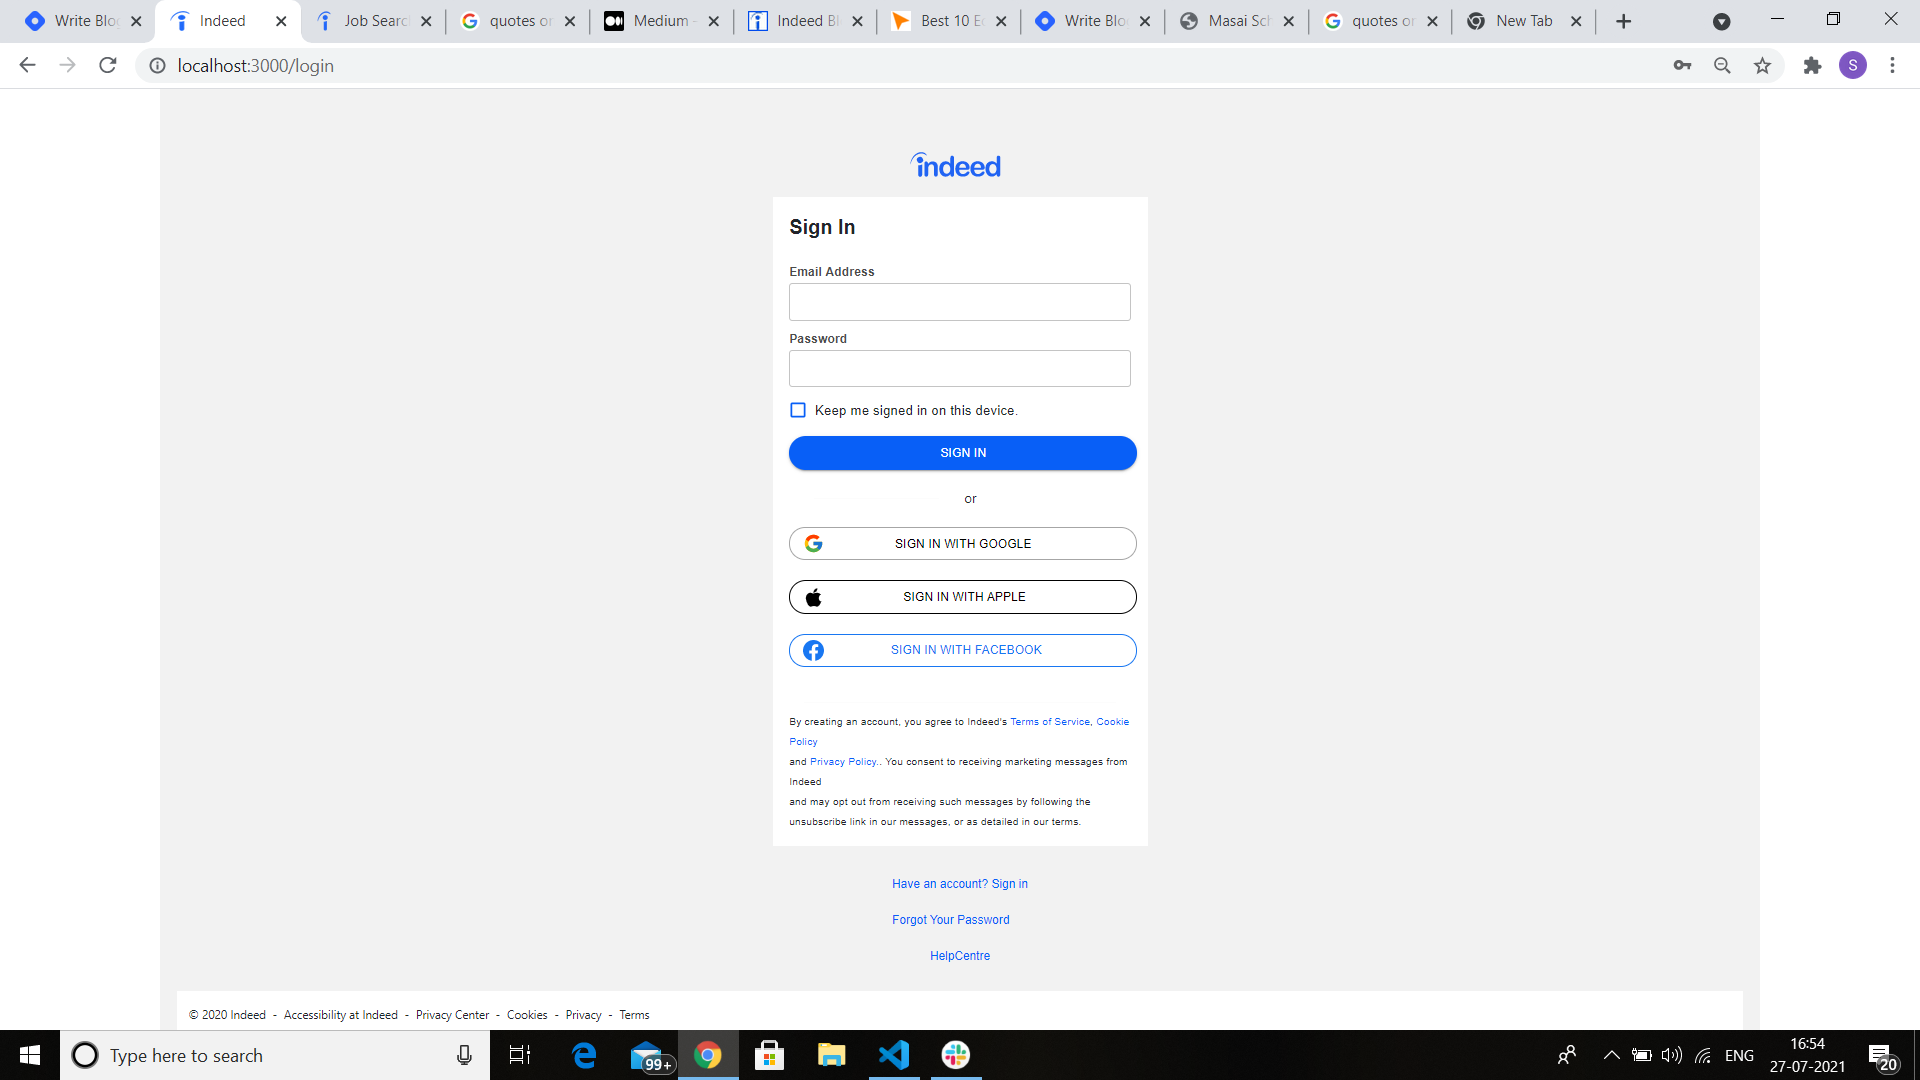 Write Blo
Indeed
Job Searc
quotes or
Medium -
Indeed Bl
Best 10 E
Write Blo
Masai Sch
quotes or
New Tab
localhost:3000/login
S
indeed
Sign In
Email Address
Password
Keep me signed in on this device.
SIGN IN
or
SIGN IN WITH GOOGLE
SIGN IN WITH APPLE
SIGN IN WITH FACEBOOK
By creating an account, you agree to Indeed's Terms of Service, Cookie
Policy
and Privacy Policy.. You consent to receiving marketing messages from
Indeed
and may opt out from receiving such messages by following the
unsubscribe link in our messages, or as detailed in our terms.
Have an account? Sign in
Forgot Your Password
HelpCentre
© 2020 Indeed - Accessibility at Indeed - Privacy Center - Cookies - Privacy - Terms
Type here to search
99+
ENG
16:54
27-07-2021
20